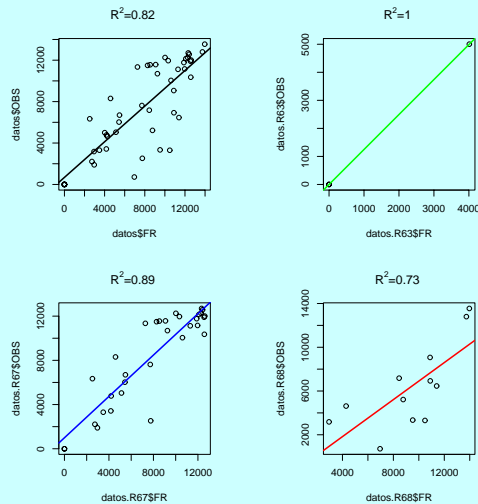 R²=0.82
datos$OBS
0 4000 8000 12000
0 4000 8000 12000
datos$FR
R²=1
datos.R63$OBS
0 1000 3000 5000
0 1000 2000 3000 4000
datos.R63$FR
R²=0.89
datos.R67$OBS
0 4000 8000 12000
0 4000 8000 12000
datos.R67$FR
R²=0.73
datos.R68$OBS
2000 6000 10000 14000
4000 8000 12000
datos.R68$FR